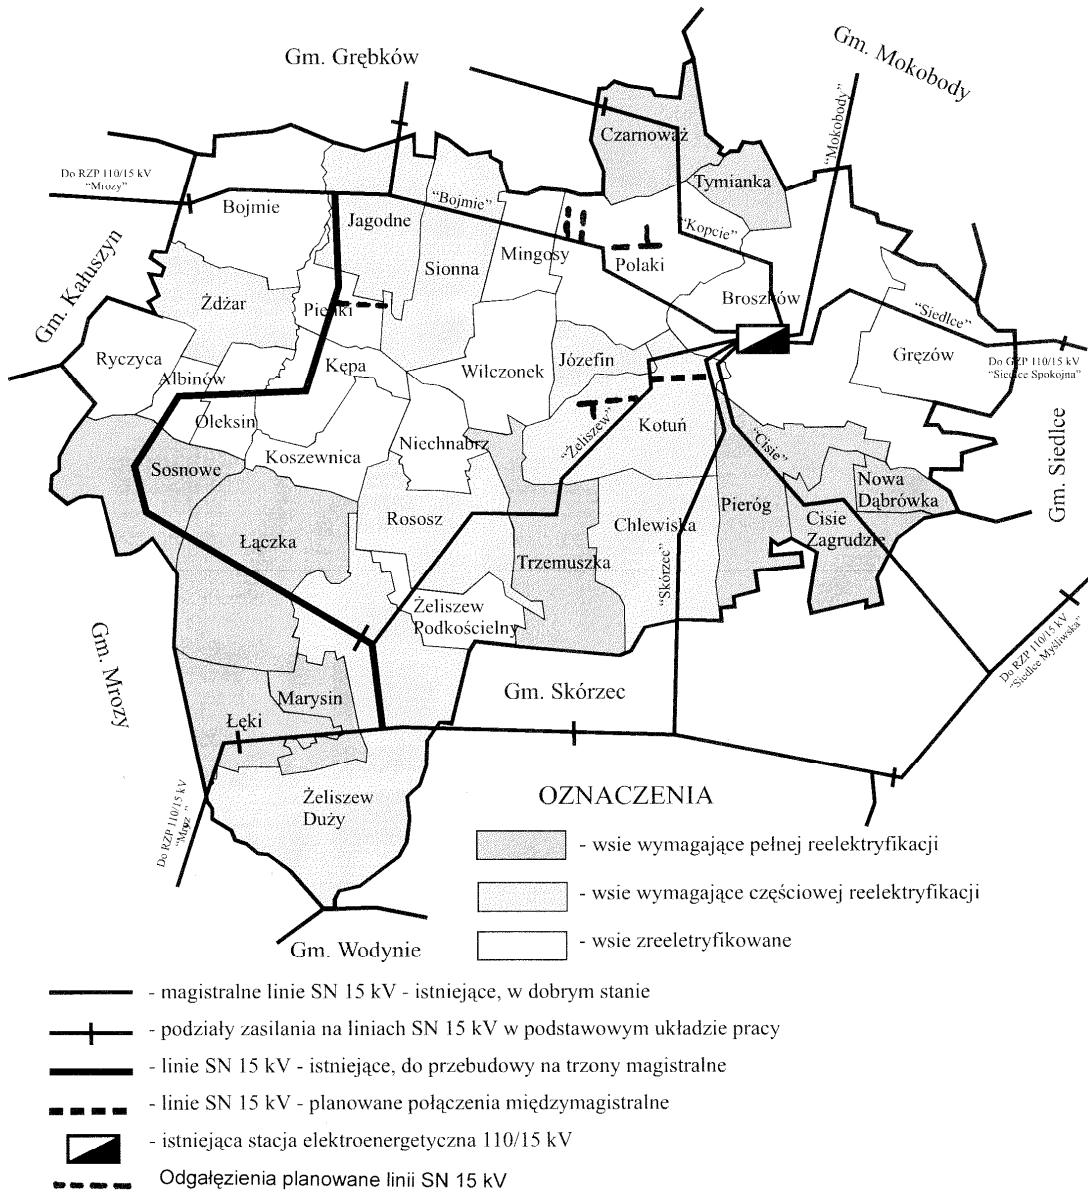 Gm. Grębków
Gm. Mokobody
Czarnowąż
"Mokobody"
Do RZP 110/15 kV
"Mrozy"
Tymianka
Bojmie
"Bojmie"
Jagodne
"Kopcie"
Mingosy
Polaki
Sionna
Gm. Kałuszyn
Żdżar
Pieńki
Broszków
"Siedlce"
Ryczyca
Albinów
Kępa
Wilczonek
Józefin
Gręzów
Do GZP 110/15 kV
"Siedlce Spokojna"
Oleksin
Niechnabrz
"Żeliszew"
Kotuń
"Cisie"
Gm. Siedlce
Koszewnica
Sosnowe
Nowa
Dąbrówka
Rososz
Chlewiska
Pieróg
Cisie
Zagrudzie
Łączka
Trzemuszka
"Skórzec"
Żeliszew
Podkościelny
Gm. Mrozy
Do RZP 110/15 kV
"Siedlce Myśliwska"
Marysin
Gm. Skórzec
Łęki
Do RZP 110/15 kV
"Mrozy"
Żeliszew
Duży
OZNACZENIA
- wsie wymagające pełnej reelektryfikacji
- wsie wymagające częściowej reelektryfikacji
- wsie zreeletryfikowane
Gm. Wodynie
- magistralne linie SN 15 kV - istniejące, w dobrym stanie
- podziały zasilania na liniach SN 15 kV w podstawowym układzie pracy
- linie SN 15 kV - istniejące, do przebudowy na trzony magistralne
- linie SN 15 kV - planowane połączenia międzymagistralne
- istniejąca stacja elektroenergetyczna 110/15 kV
Odgałęzienia planowane linii SN 15 kV